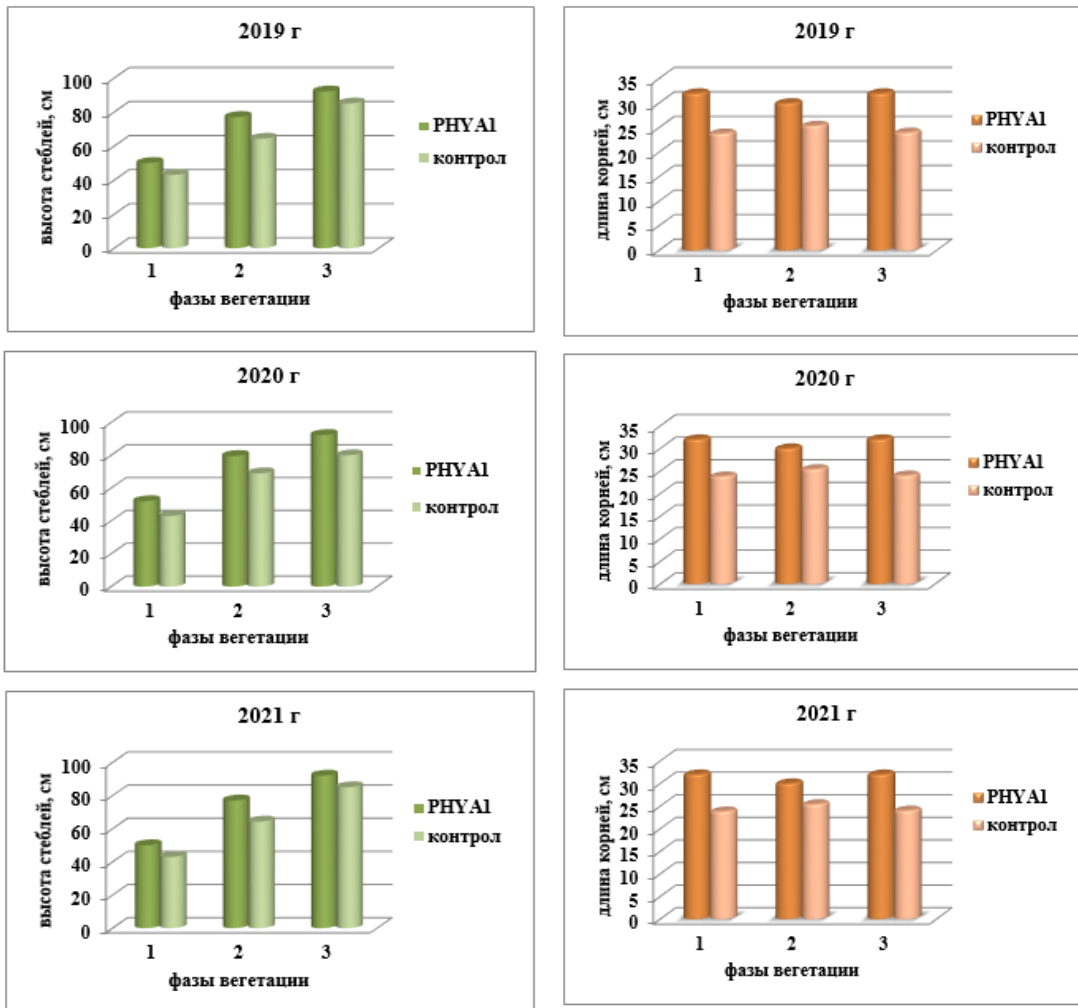 2019 г
высота стеблей, см
100
80
60
40
20
0
1 2 3
фазы вегетации
PHYA1
контрол
2019 г
длина корней, см
35
30
25
20
15
10
5
0
1 2 3
фазы вегетации
PHYA1
контрол
2020 г
высота стеблей, см
100
80
60
40
20
0
1 2 3
фазы вегетации
PHYA1
контрол
2020 г
длина корней, см
35
30
25
20
15
10
5
0
1 2 3
фазы вегетации
PHYA1
контрол
2021 г
высота стеблей, см
100
80
60
40
20
0
1 2 3
фазы вегетации
PHYA1
контрол
2021 г
длина корней, см
35
30
25
20
15
10
5
0
1 2 3
фазы вегетации
PHYA1
контрол